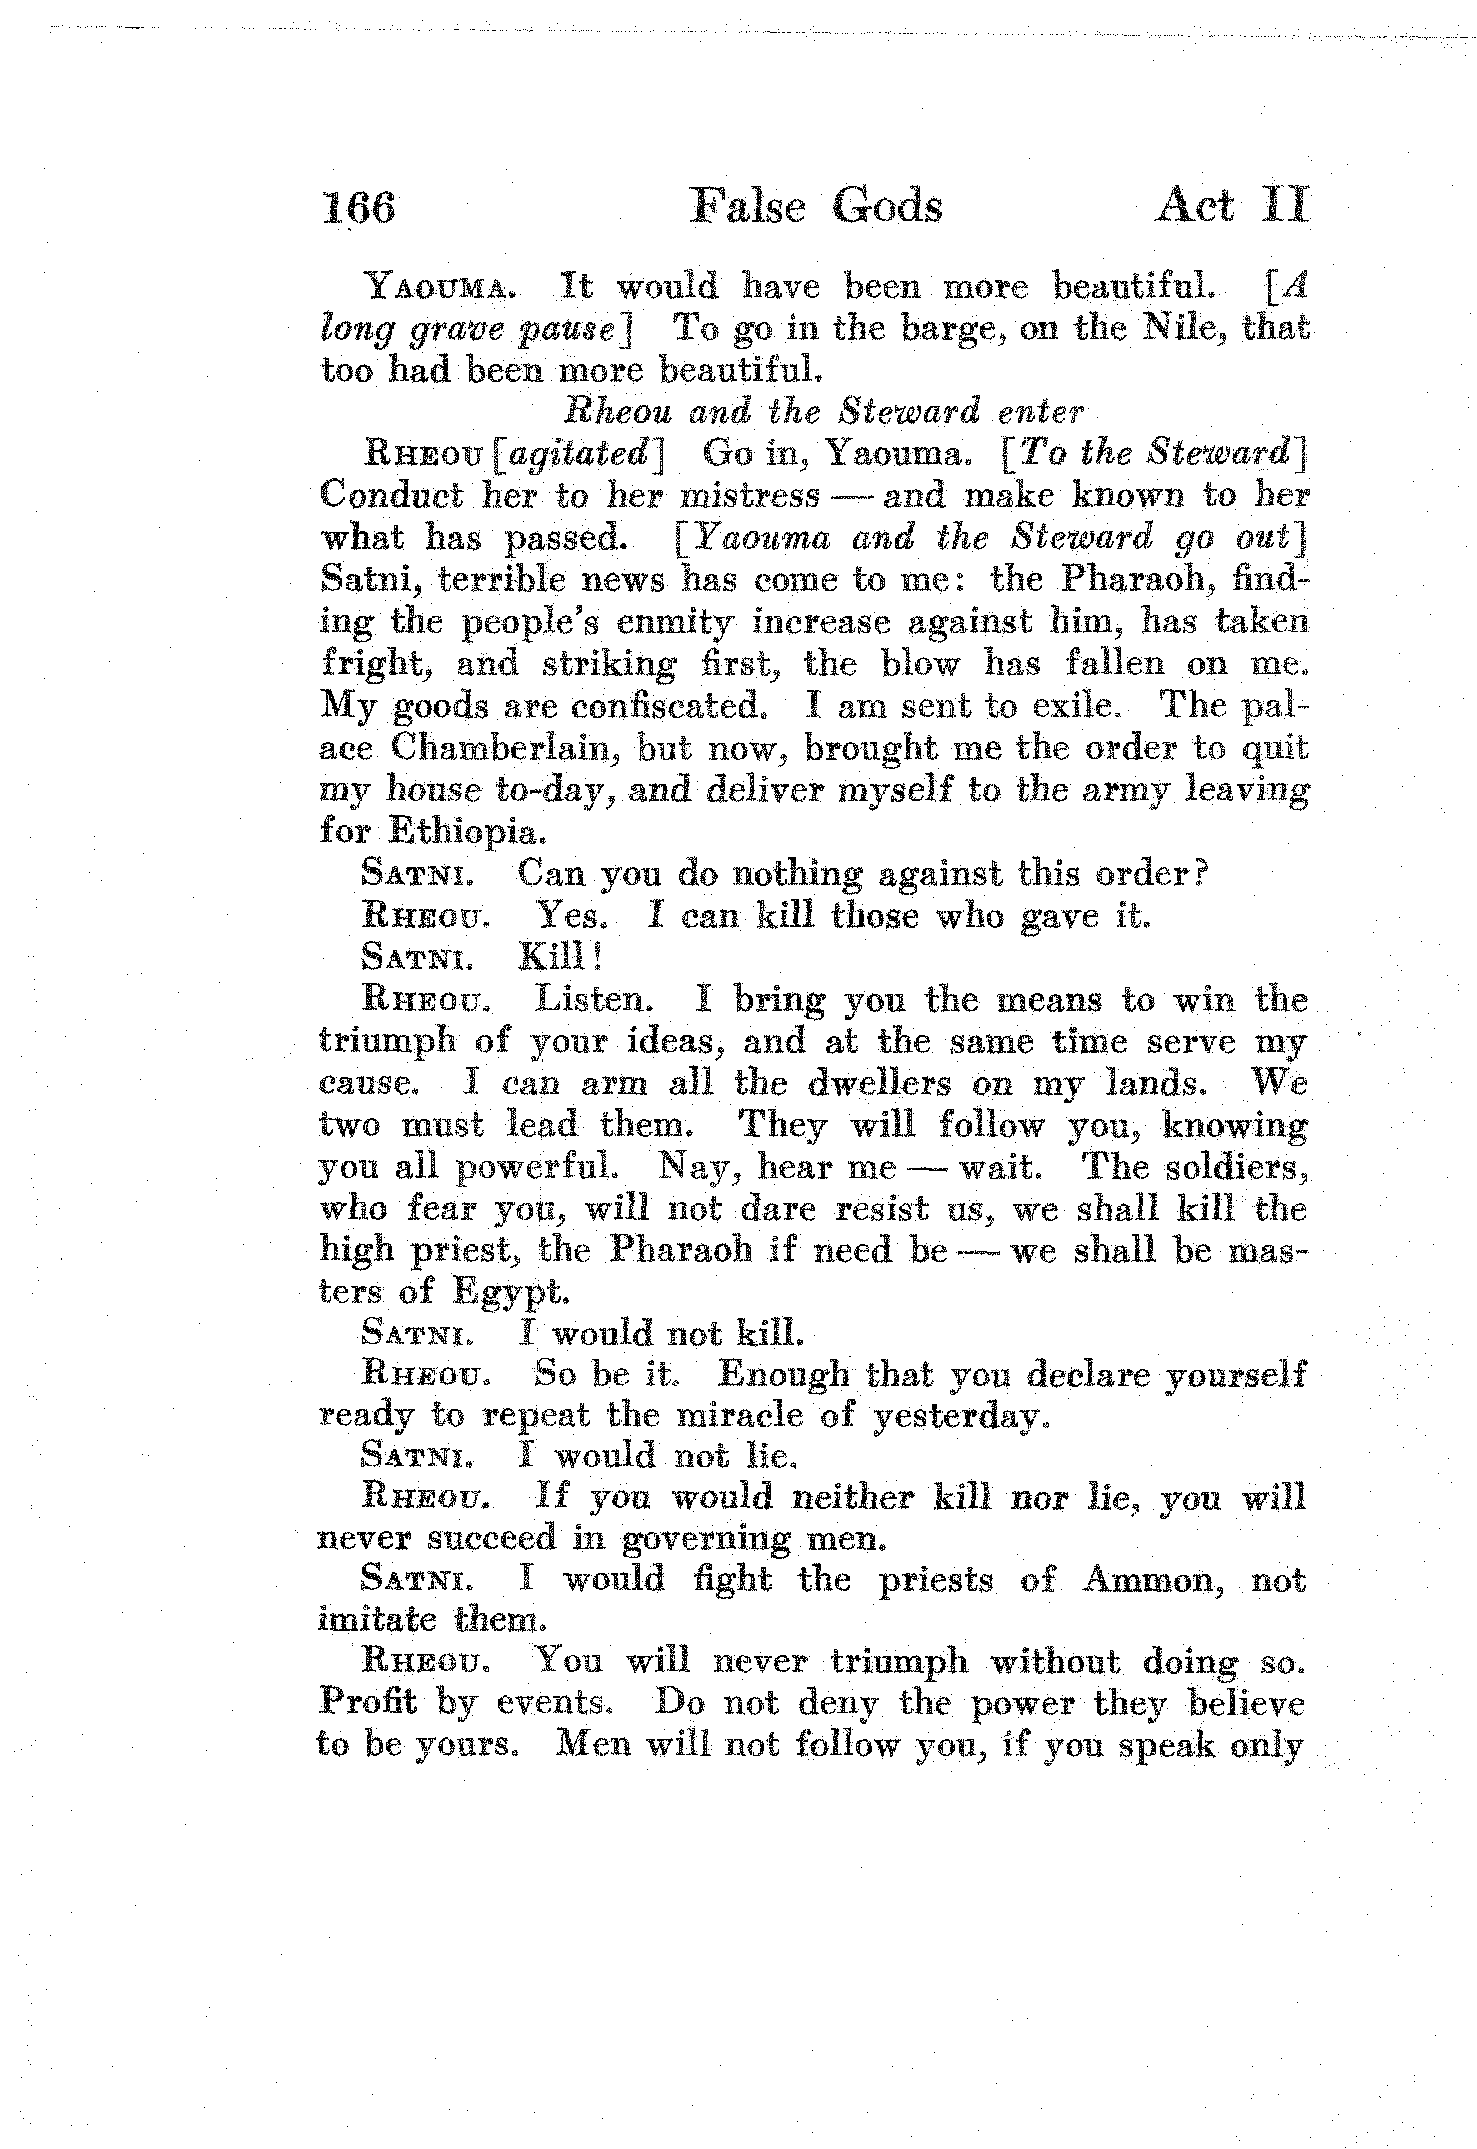 166 False Gods Act II
YAOUMA. It would have been more beautiful. [A
long grave pause] To go in the barge, on the Nile, that
too had been more beautiful.
Rheou and the Steward enter
RHEOU [agitated] Go in, Yaouma. [To the Steward]
Conduct her to her mistress — and make known to her
what has passed. [Yaouma and the Steward go out]
Satni, terrible news has come to me: the Pharaoh, find-
ing the people's enmity increase against him, has taken
fright, and striking first, the blow has fallen on me.
My goods are confiscated. I am sent to exile. The pal-
ace Chamberlain, but now, brought me the order to quit
my house to-day, and deliver myself to the army leaving
for Ethiopia.
SATNI. Can you do nothing against this order?
RHEOU. Yes. I can kill those who gave it.
SATNI. Kill!
RHEOU. Listen. I bring you the means to win the
triumph of your ideas, and at the same time serve my
cause. I can arm all the dwellers on my lands. We
two must lead them. They will follow you, knowing
you all powerful. Nay, hear me — wait. The soldiers,
who fear you, will not dare resist us, we shall kill the
high priest, the Pharaoh if need be — we shall be mas-
ters of Egypt.
SATNI. I would not kill.
RHEOU. So be it. Enough that you declare yourself
ready to repeat the miracle of yesterday.
SATNI. I would not lie.
RHEOU. If you would neither kill nor lie, you will
never succeed in governing men.
SATNI. I would fight the priests of Ammon, not
imitate them.
RHEOU. You will never triumph without doing so.
Profit by events. Do not deny the power they believe
to be yours. Men will not follow you, if you speak only